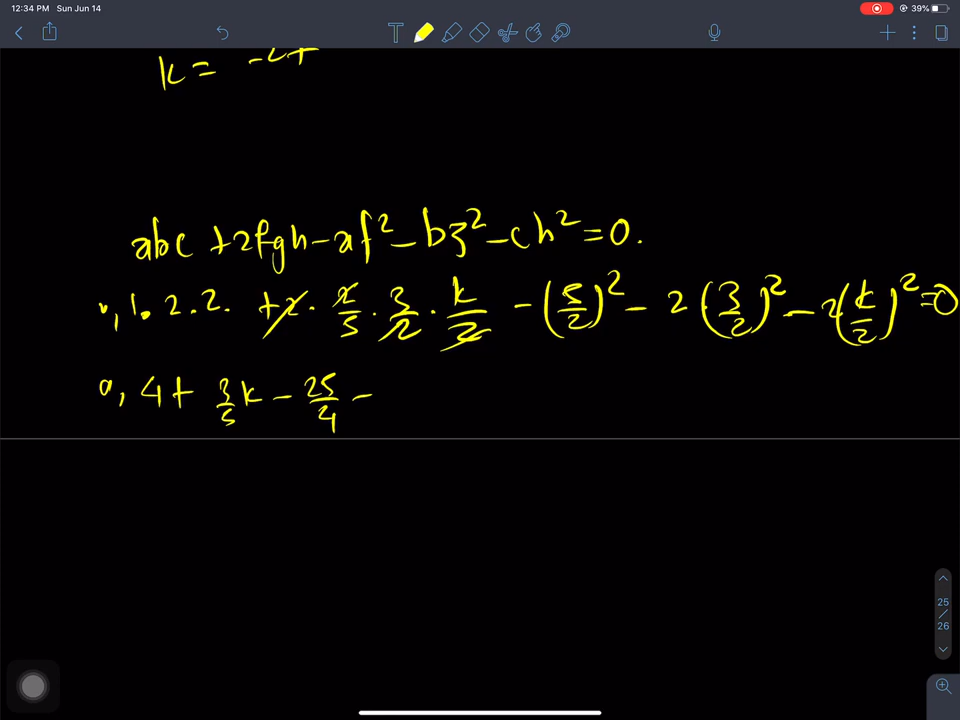 12:34 PM Sun Jun 14
39%
T
k =
abc + 2fgh - af² - bg² - ch² = 0.
1. 2. 2. + 2. 2/5 . 3/2 . k/2 - (5/2)² - 2 (3/2)² - 2(k/2)² = 0
4 + 3/5 k - 25/4 -
25
/
26